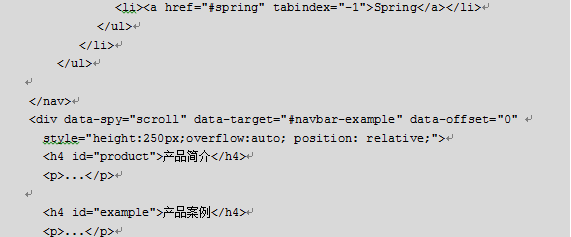 <li><a href="#spring" tabindex="-1">Spring</a></li>
</ul>
</li>
</ul>
</nav>
<div data-spy="scroll" data-target="#navbar-example" data-offset="0"
style="height:250px;overflow:auto; position: relative;">
<h4 id="product">产品简介</h4>
<p>...</p>
<h4 id="example">产品案例</h4>
<p>...</p>